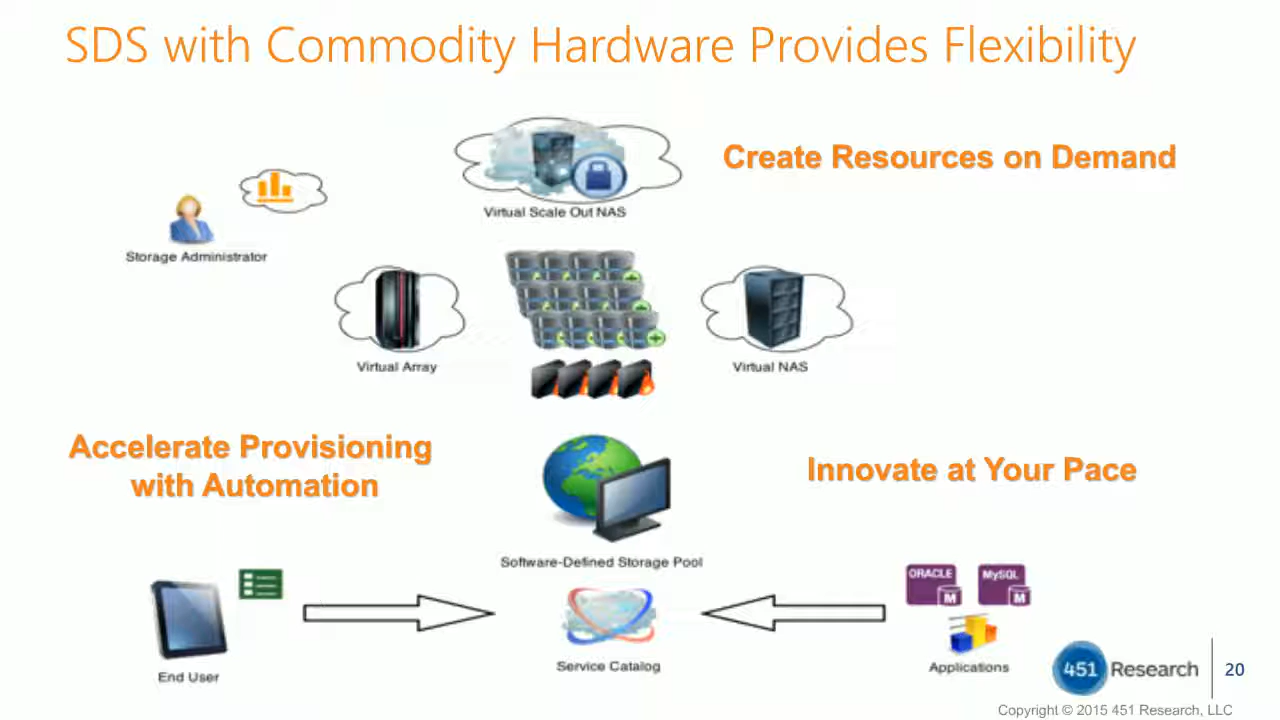 SDS with Commodity Hardware Provides Flexibility
Create Resources on Demand
Virtual Scale Out NAS
Storage Administrator
Virtual Array
Virtual NAS
Accelerate Provisioning
with Automation
Innovate at Your Pace
Software-Defined Storage Pool
ORACLE
M
MySQL
M
End User
Service Catalog
Applications
451 Research
20
Copyright © 2015 451 Research, LLC